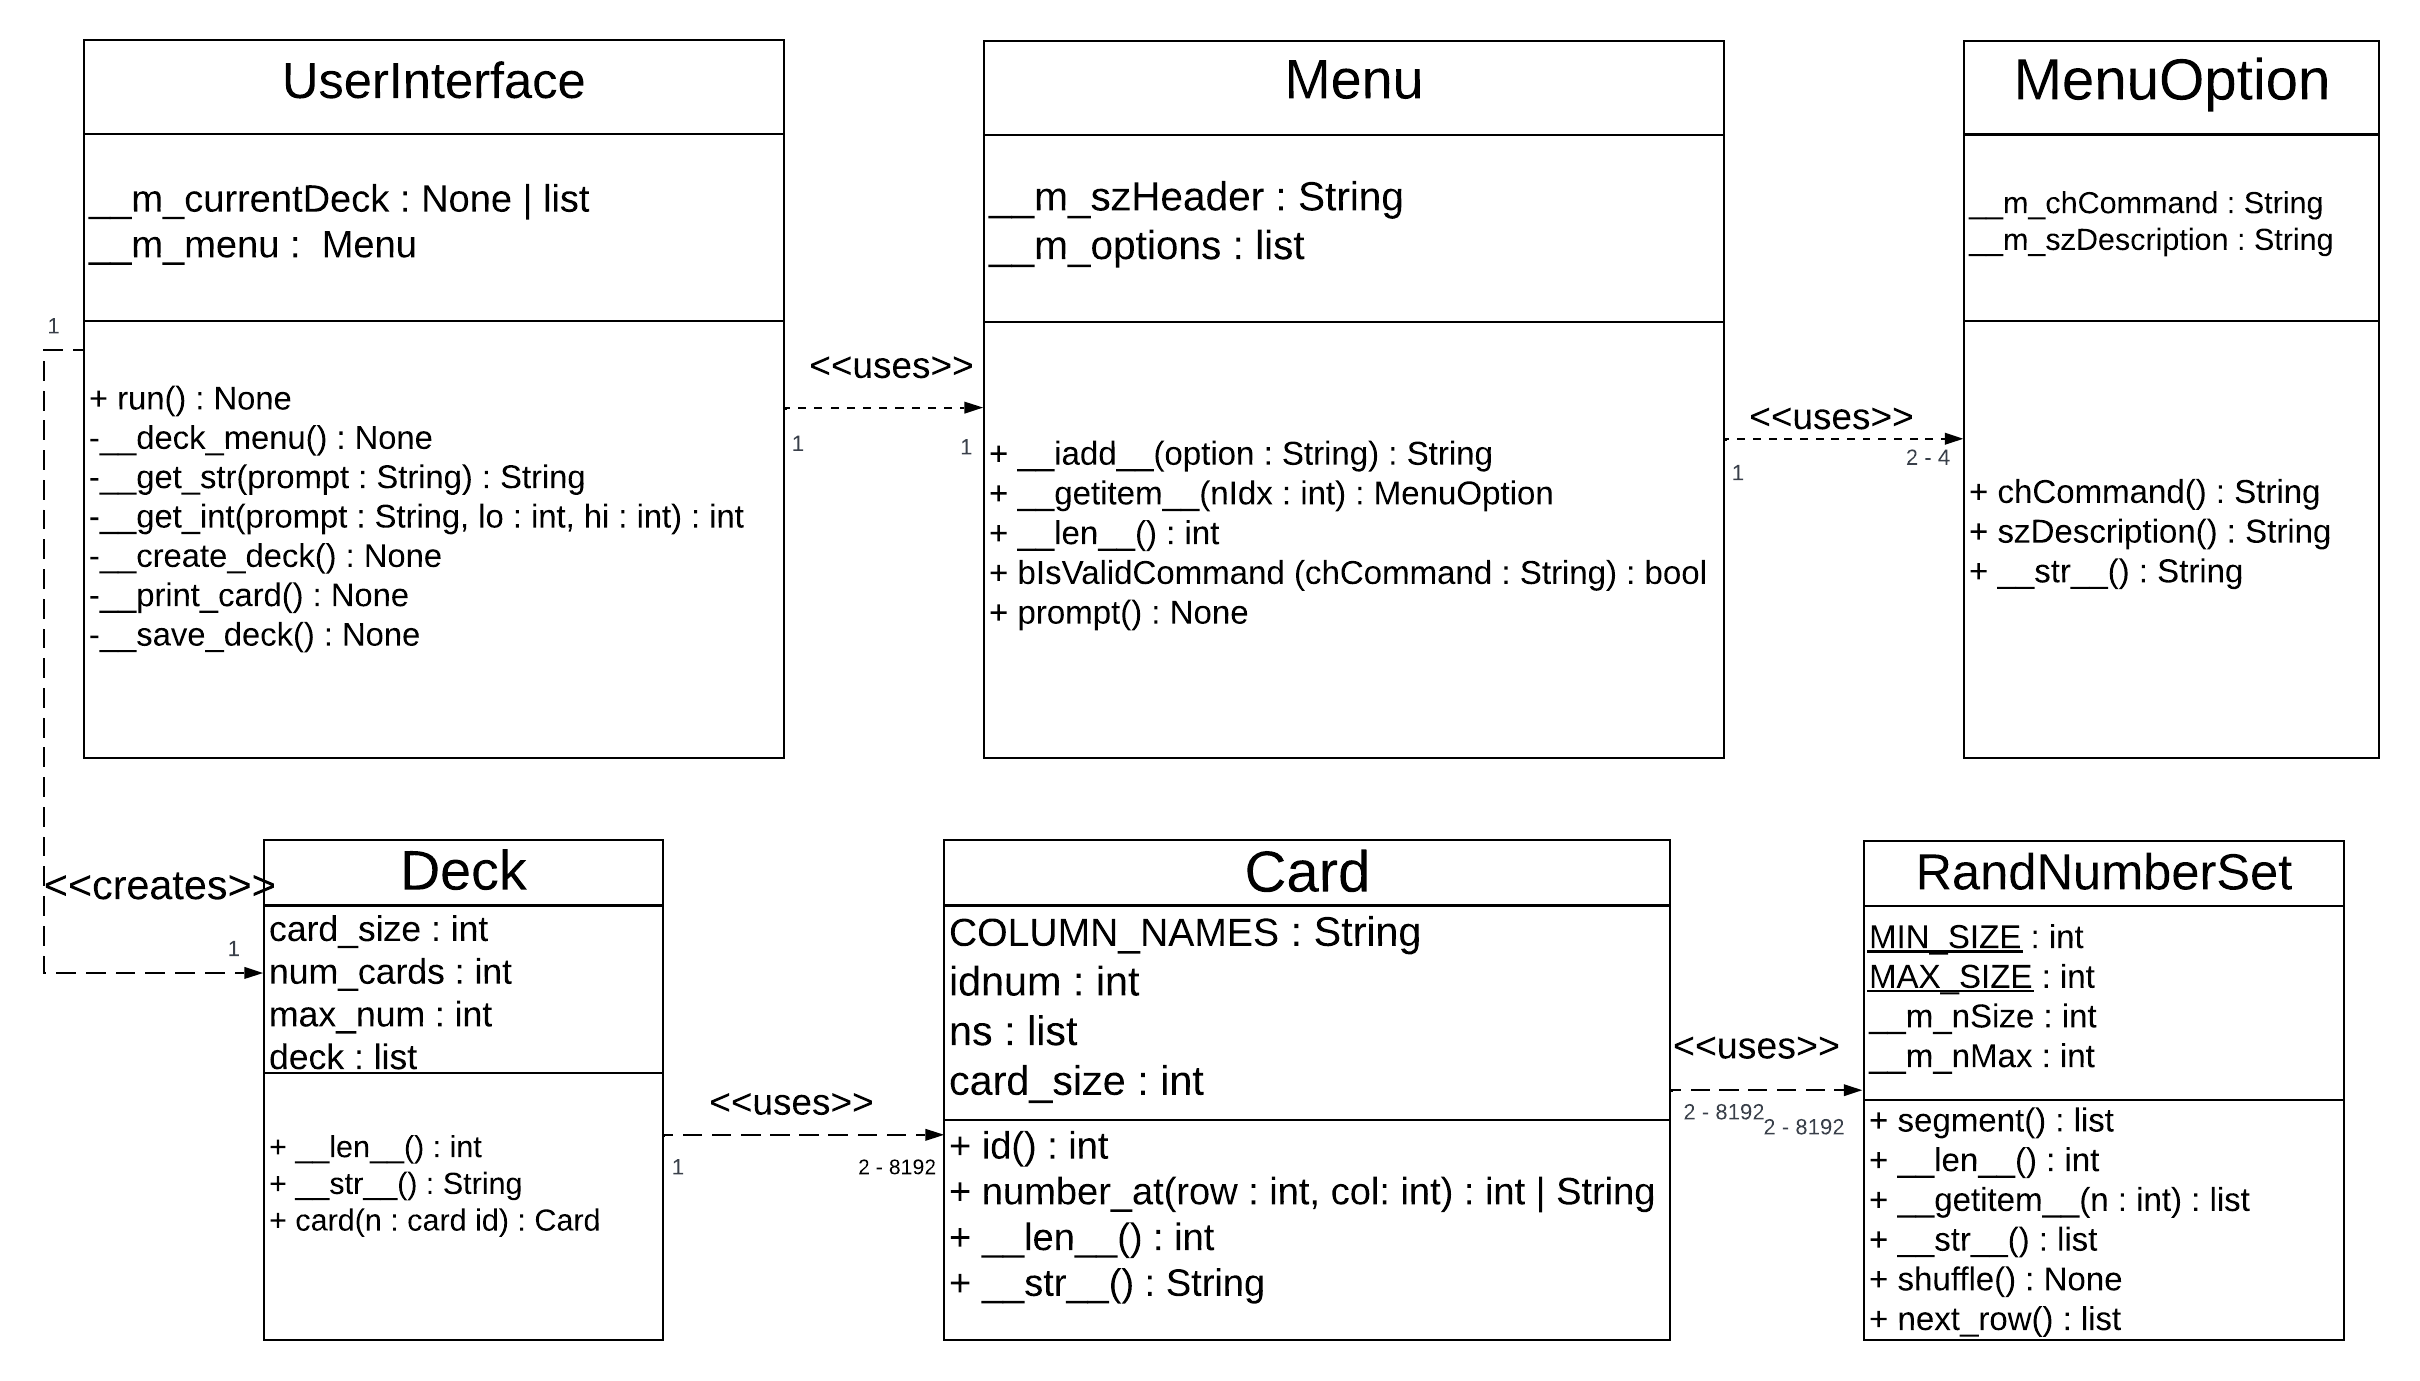 UserInterface
__m_currentDeck : None | list
__m_menu :  Menu
+ run() : None
-__deck_menu() : None
-__get_str(prompt : String) : String
-__get_int(prompt : String, lo : int, hi : int) : int
-__create_deck() : None
-__print_card() : None
-__save_deck() : None
1
<<uses>>
1
1
Menu
__m_szHeader : String
__m_options : list
+ __iadd__(option : String) : String
+ __getitem__(nIdx : int) : MenuOption
+ __len__() : int
+ bIsValidCommand (chCommand : String) : bool
+ prompt() : None
<<uses>>
1
2 - 4
MenuOption
__m_chCommand : String
__m_szDescription : String
+ chCommand() : String
+ szDescription() : String
+ __str__() : String
<<creates>>
1
Deck
card_size : int
num_cards : int
max_num : int
deck : list
+ __len__() : int
+ __str__() : String
+ card(n : card id) : Card
<<uses>>
1
2 - 8192
Card
COLUMN_NAMES : String
idnum : int
ns : list
card_size : int
+ id() : int
+ number_at(row : int, col: int) : int | String
+ __len__() : int
+ __str__() : String
<<uses>>
2 - 8192
2 - 8192
RandNumberSet
MIN_SIZE : int
MAX_SIZE : int
__m_nSize : int
__m_nMax : int
+ segment() : list
+ __len__() : int
+ __getitem__(n : int) : list
+ __str__() : list
+ shuffle() : None
+ next_row() : list